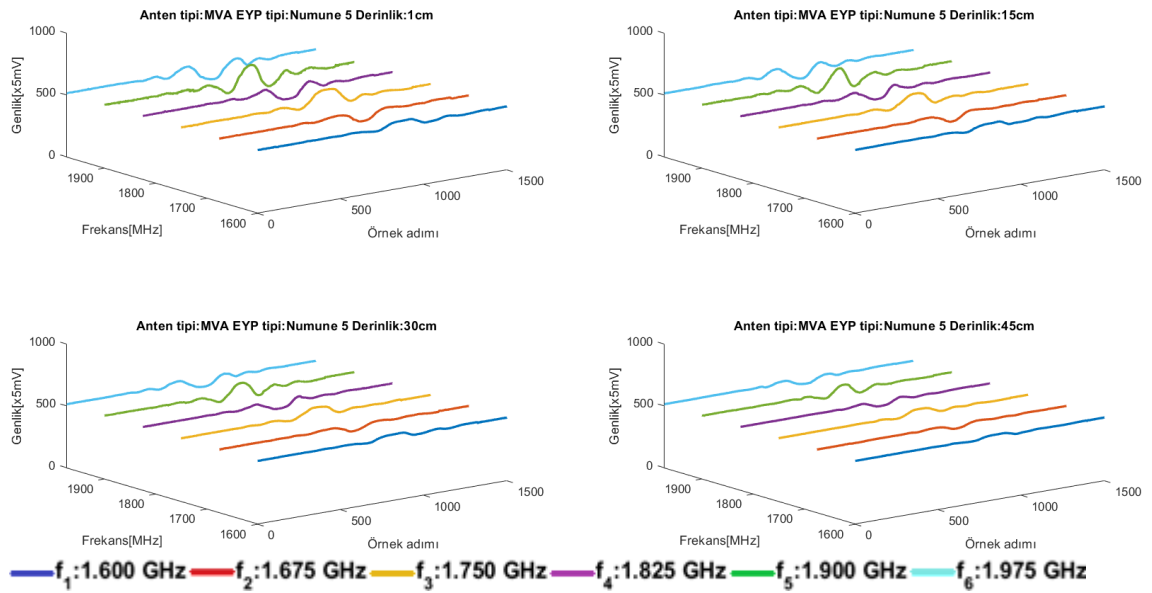 Anten tipi:MVA EYP tipi:Numune 5 Derinlik:1cm
1000
500
0
Genlik[x5mV]
1900
1800
1700
1600
Frekans[MHz]
0
500
1000
1500
Örnek adımı
Anten tipi:MVA EYP tipi:Numune 5 Derinlik:15cm
1000
500
0
Genlik[x5mV]
1900
1800
1700
1600
Frekans[MHz]
0
500
1000
1500
Örnek adımı
Anten tipi:MVA EYP tipi:Numune 5 Derinlik:30cm
1000
500
0
Genlik[x5mV]
1900
1800
1700
1600
Frekans[MHz]
0
500
1000
1500
Örnek adımı
Anten tipi:MVA EYP tipi:Numune 5 Derinlik:45cm
1000
500
0
Genlik[x5mV]
1900
1800
1700
1600
Frekans[MHz]
0
500
1000
1500
Örnek adımı
f₁:1.600 GHz f₂:1.675 GHz f₃:1.750 GHz f₄:1.825 GHz f₅:1.900 GHz f₆:1.975 GHz